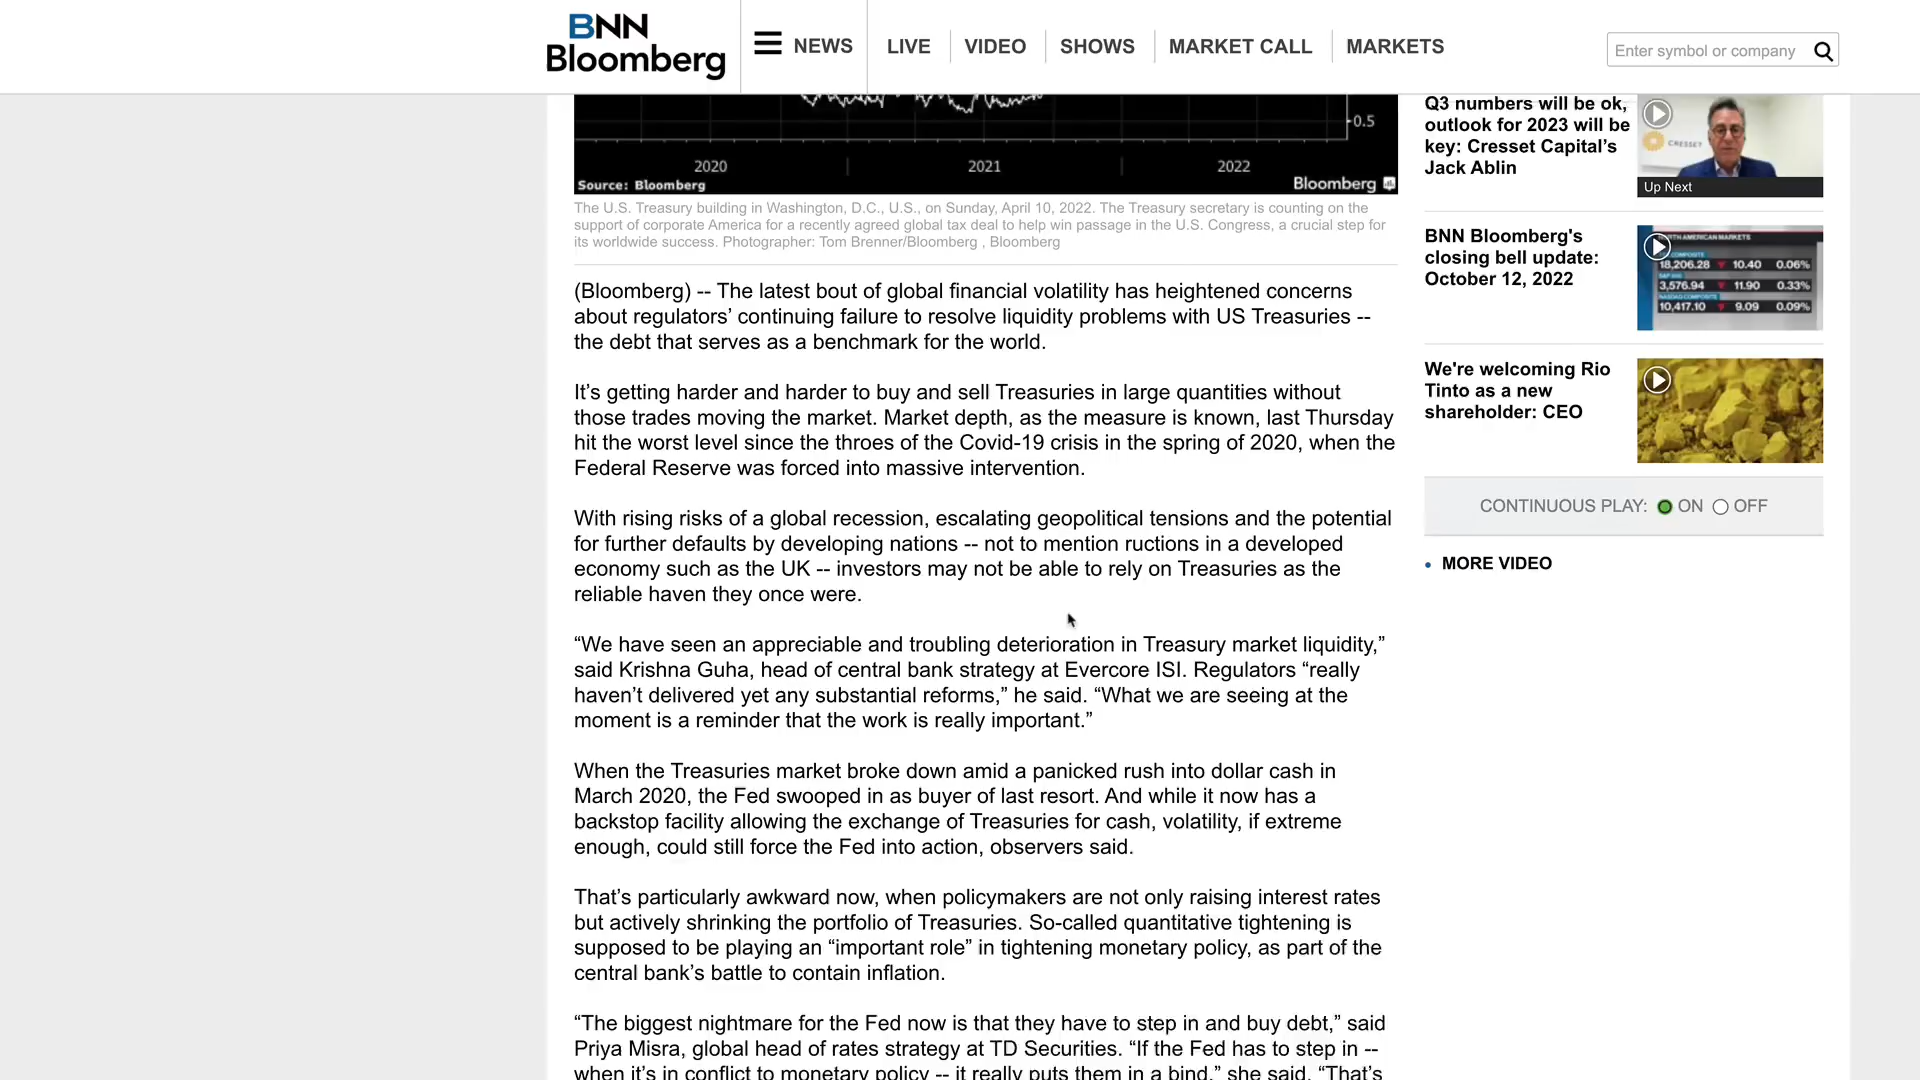 BNN
Bloomberg
NEWS
LIVE
VIDEO
SHOWS
MARKET CALL
MARKETS
Enter symbol or company
0.5
2020
2021
2022
Source: Bloomberg
Bloomberg
The U.S. Treasury building in Washington, D.C., U.S., on Sunday, April 10, 2022. The Treasury secretary is counting on the
support of corporate America for a recently agreed global tax deal to help win passage in the U.S. Congress, a crucial step for
its worldwide success. Photographer: Tom Brenner/Bloomberg , Bloomberg
(Bloomberg) -- The latest bout of global financial volatility has heightened concerns
about regulators’ continuing failure to resolve liquidity problems with US Treasuries --
the debt that serves as a benchmark for the world.
It’s getting harder and harder to buy and sell Treasuries in large quantities without
those trades moving the market. Market depth, as the measure is known, last Thursday
hit the worst level since the throes of the Covid-19 crisis in the spring of 2020, when the
Federal Reserve was forced into massive intervention.
With rising risks of a global recession, escalating geopolitical tensions and the potential
for further defaults by developing nations -- not to mention ructions in a developed
economy such as the UK -- investors may not be able to rely on Treasuries as the
reliable haven they once were.
“We have seen an appreciable and troubling deterioration in Treasury market liquidity,”
said Krishna Guha, head of central bank strategy at Evercore ISI. Regulators “really
haven’t delivered yet any substantial reforms,” he said. “What we are seeing at the
moment is a reminder that the work is really important.”
When the Treasuries market broke down amid a panicked rush into dollar cash in
March 2020, the Fed swooped in as buyer of last resort. And while it now has a
backstop facility allowing the exchange of Treasuries for cash, volatility, if extreme
enough, could still force the Fed into action, observers said.
That’s particularly awkward now, when policymakers are not only raising interest rates
but actively shrinking the portfolio of Treasuries. So-called quantitative tightening is
supposed to be playing an “important role” in tightening monetary policy, as part of the
central bank’s battle to contain inflation.
“The biggest nightmare for the Fed now is that they have to step in and buy debt,” said
Priya Misra, global head of rates strategy at TD Securities. “If the Fed has to step in --
when it’s in conflict to monetary policy -- it really puts them in a bind,” she said. “That’s
Q3 numbers will be ok,
outlook for 2023 will be
key: Cresset Capital’s
Jack Ablin
CRESSET
Up Next
BNN Bloomberg's
closing bell update:
October 12, 2022
AMERICAN MARKETS
18,206.28 10.40 0.06%
3,576.94 11.90 0.33%
NASDAQ COMPOSITE
10,417.10 9.09 0.09%
We're welcoming Rio
Tinto as a new
shareholder: CEO
CONTINUOUS PLAY: ON OFF
MORE VIDEO